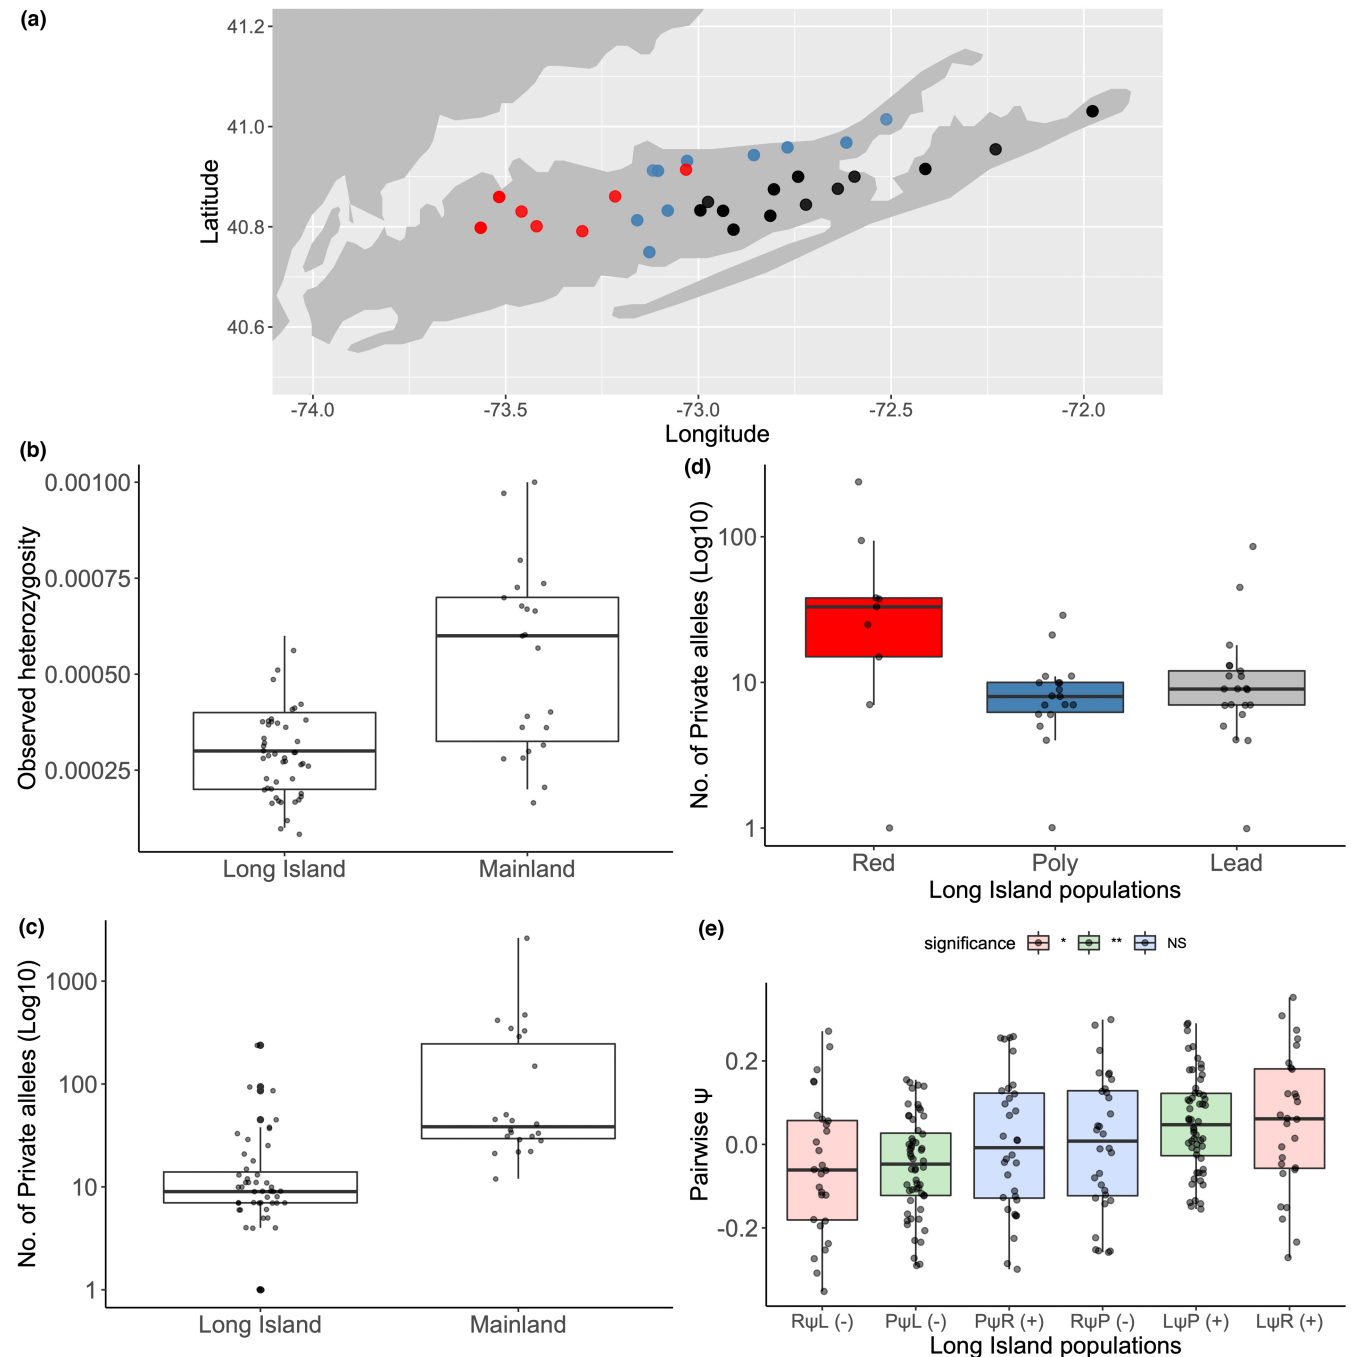 (a)
41.2
41.0
40.8
40.6
Latitude
-74.0 -73.5 -73.0 -72.5 -72.0
Longitude
(b)
0.00100
0.00075
0.00050
0.00025
Observed heterozygosity
Long Island Mainland
(c)
1000
100
10
1
No. of Private alleles (Log10)
Long Island Mainland
(d)
100
10
1
No. of Private alleles (Log10)
Red Poly Lead
Long Island populations
(e)
significance * ** NS
0.2
0.0
-0.2
Pairwise ψ
RψL (-) PψL (-) PψR (+) RψP (-) LψP (+) LψR (+)
Long Island populations